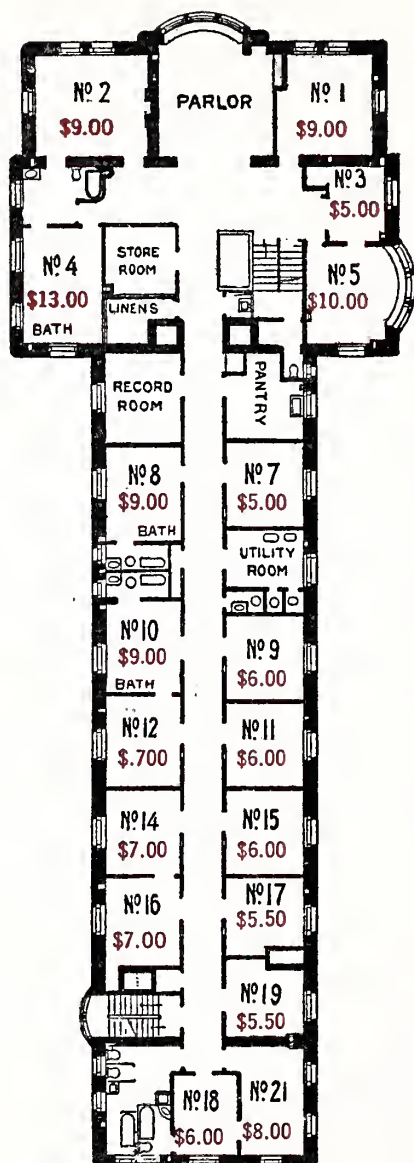 Nº 2
$9.00
PARLOR
Nº 1
$9.00
Nº 3
$5.00
Nº 4
$13.00
BATH
STORE
ROOM
LINENS
Nº 5
$10.00
RECORD
ROOM
PANTRY
Nº 8
$9.00
BATH
Nº 7
$5.00
UTILITY
ROOM
Nº 10
$9.00
BATH
Nº 9
$6.00
Nº 12
$.700
Nº 11
$6.00
Nº 14
$7.00
Nº 15
$6.00
Nº 16
$7.00
Nº 17
$5.50
Nº 19
$5.50
Nº 18
$6.00
Nº 21
$8.00